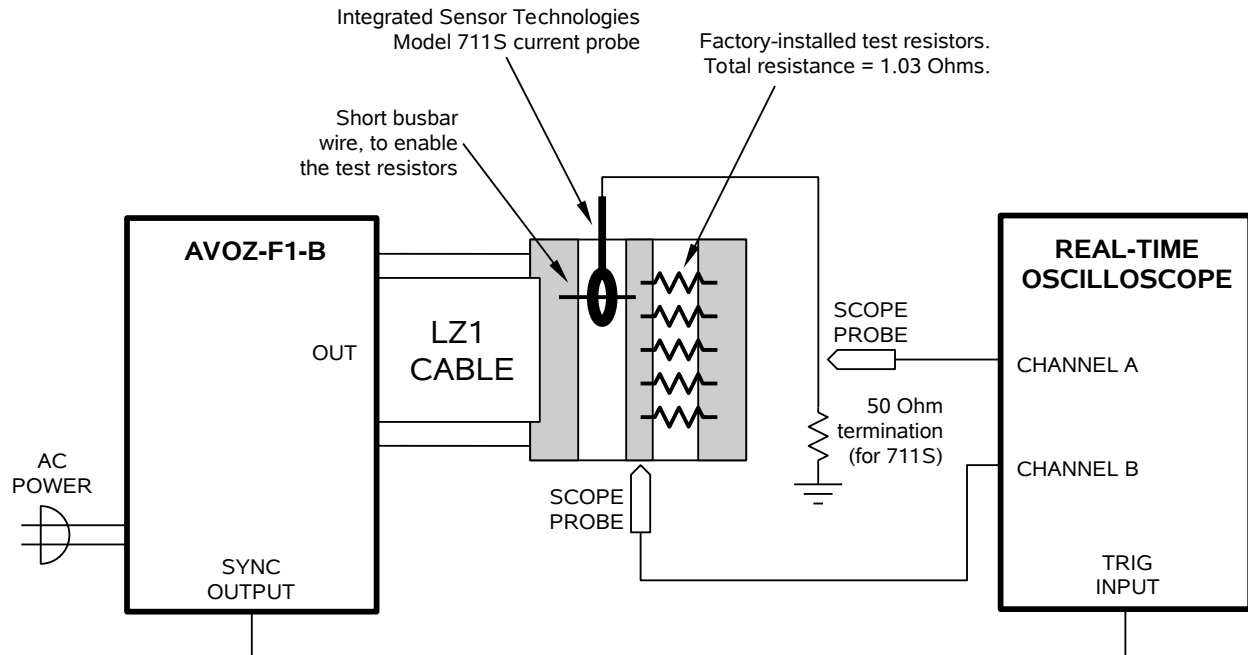 Integrated Sensor Technologies
Model 711S current probe
Factory-installed test resistors.
Total resistance = 1.03 Ohms.
Short busbar
wire, to enable
the test resistors
AVOZ-F1-B
REAL-TIME
OSCILLOSCOPE
OUT
LZ1
CABLE
SCOPE
PROBE
CHANNEL A
50 Ohm
termination
(for 711S)
AC
POWER
CHANNEL B
SCOPE
PROBE
SYNC
OUTPUT
TRIG
INPUT